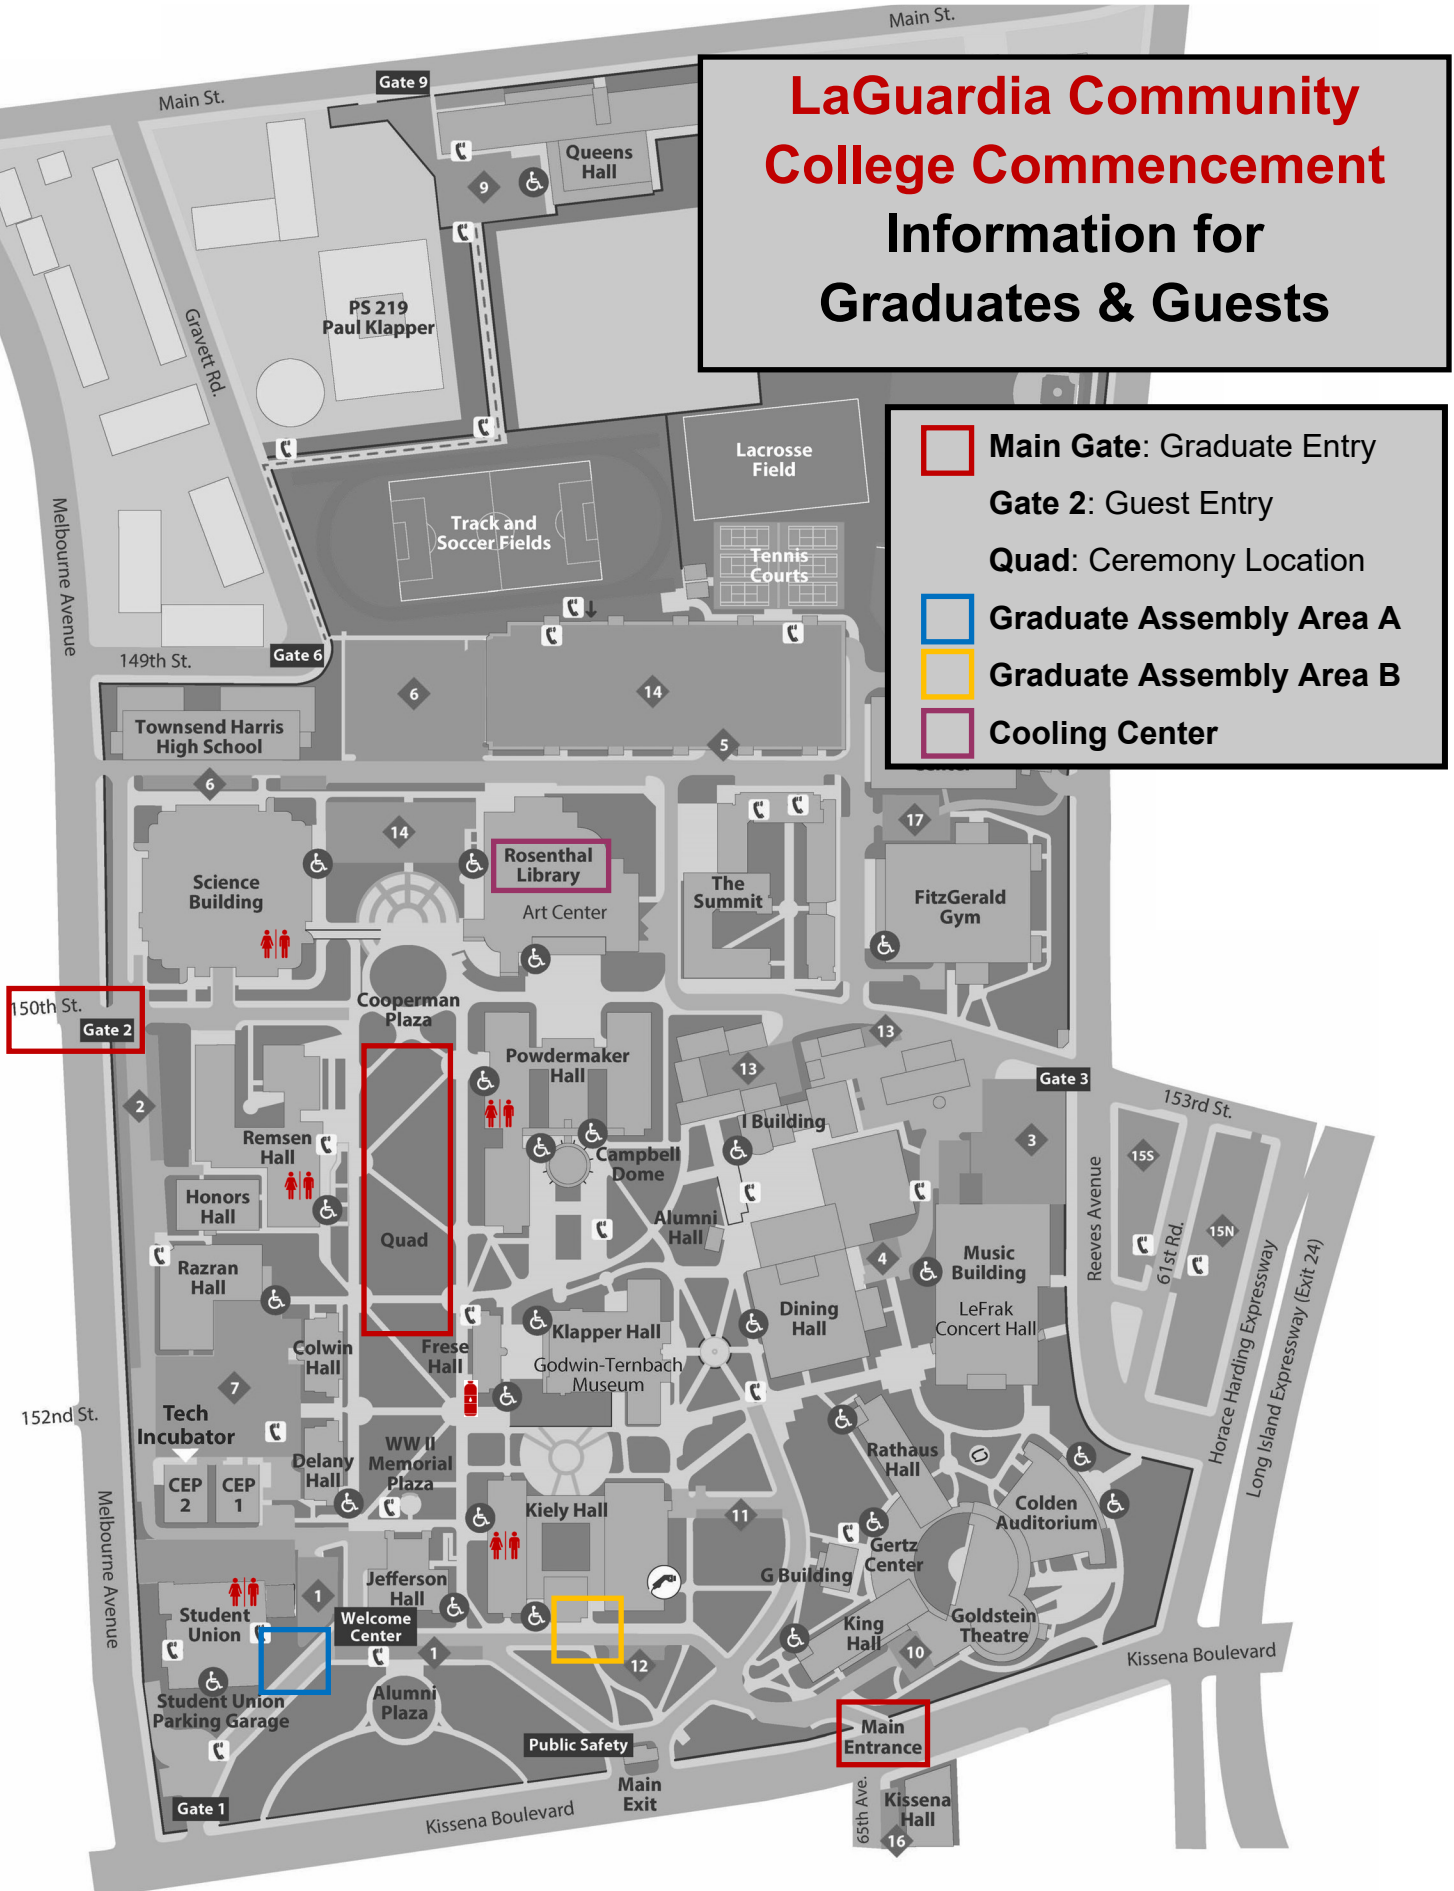 Main St.
Main St.
Gate 9
LaGuardia Community
College Commencement
Information for
Graduates & Guests
Queens
Hall
9
PS 219
Paul Klapper
Gravett Rd.
Main Gate: Graduate Entry
Gate 2: Guest Entry
Quad: Ceremony Location
Graduate Assembly Area A
Graduate Assembly Area B
Cooling Center
Lacrosse
Field
Track and
Soccer Fields
Tennis
Courts
Melbourne Avenue
149th St.
Gate 6
6
14
5
Townsend Harris
High School
6
14
17
Science
Building
Rosenthal
Library
Art Center
The
Summit
FitzGerald
Gym
150th St.
Gate 2
Cooperman
Plaza
Powdermaker
Hall
13
13
Gate 3
153rd St.
2
Remsen
Hall
I Building
3
15S
Campbell
Dome
Honors
Hall
Alumni
Hall
Quad
Razran
Hall
4
Music
Building
LeFrak
Concert Hall
Reeves Avenue
61st Rd.
15N
Horace Harding Expressway
Long Island Expressway (Exit 24)
Dining
Hall
Colwin
Hall
Frese
Hall
Klapper Hall
Godwin-Ternbach
Museum
7
152nd St.
Tech
Incubator
CEP
2
CEP
1
Delany
Hall
WW II
Memorial
Plaza
Rathaus
Hall
Colden
Auditorium
Kiely Hall
11
Gertz
Center
G Building
Melbourne Avenue
Jefferson
Hall
1
Student
Union
Welcome
Center
1
King
Hall
Goldstein
Theatre
10
12
Kissena Boulevard
Student Union
Parking Garage
Alumni
Plaza
Public Safety
Main
Entrance
Main
Exit
Gate 1
Kissena Boulevard
65th Ave.
Kissena
Hall
16